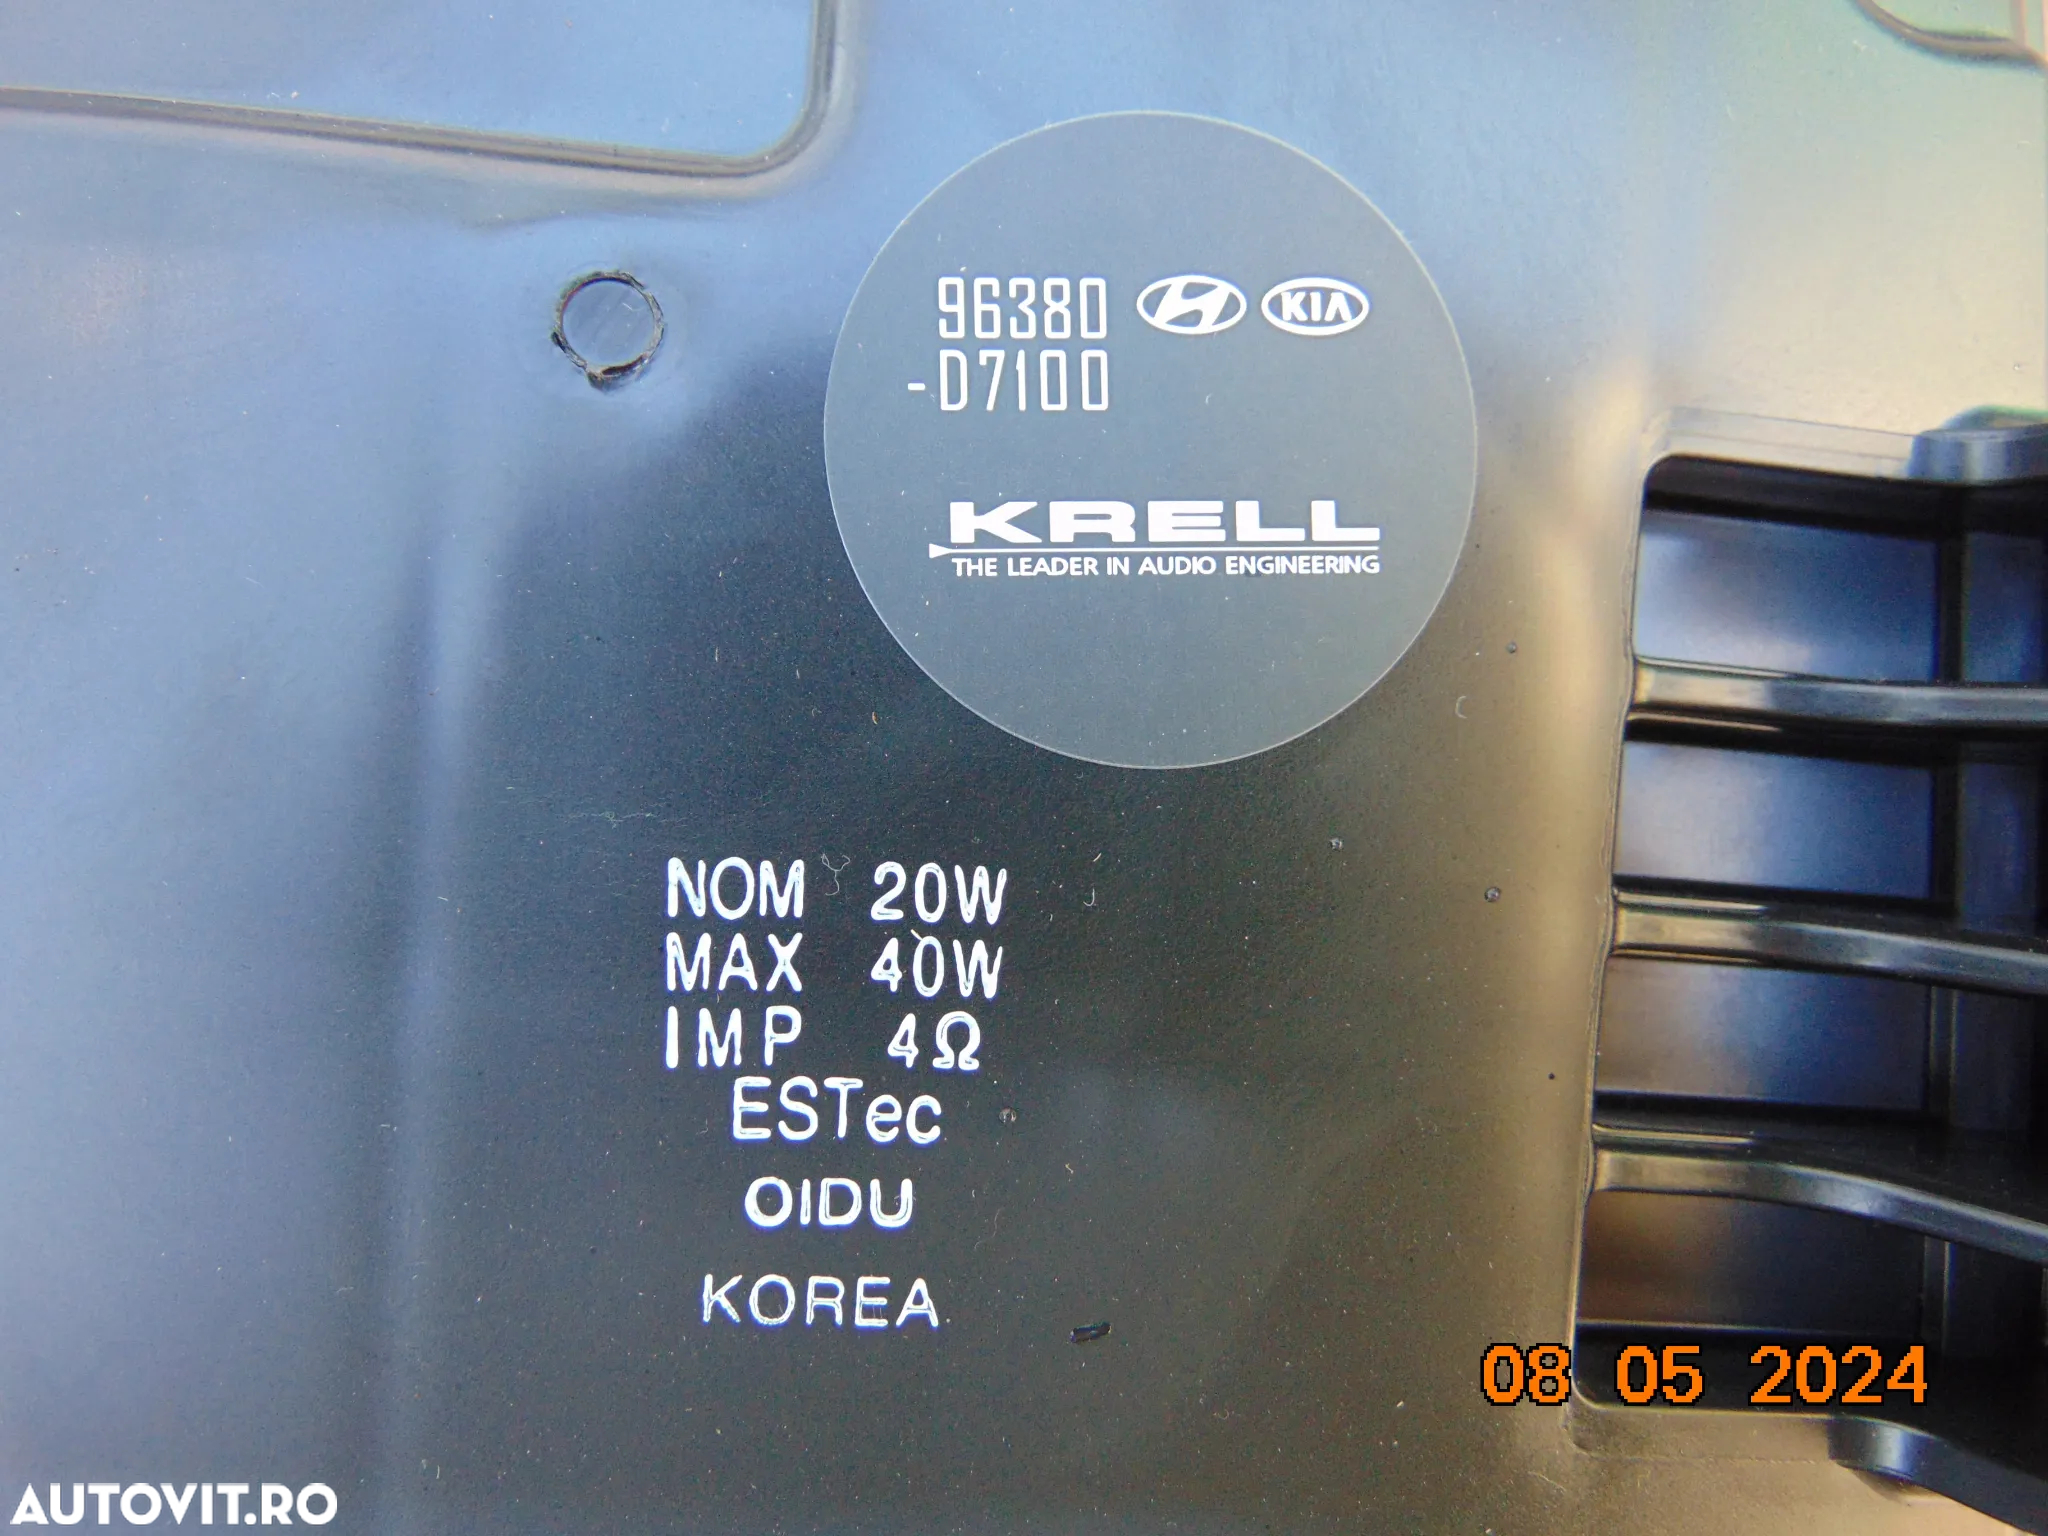 96380
-D7100
KIA
KRELL
THE LEADER IN AUDIO ENGINEERING
NOM 20W
MAX 40W
IMP 4Ω
ESTec
OIDU
KOREA
08 05 2024
AUTOVIT.RO